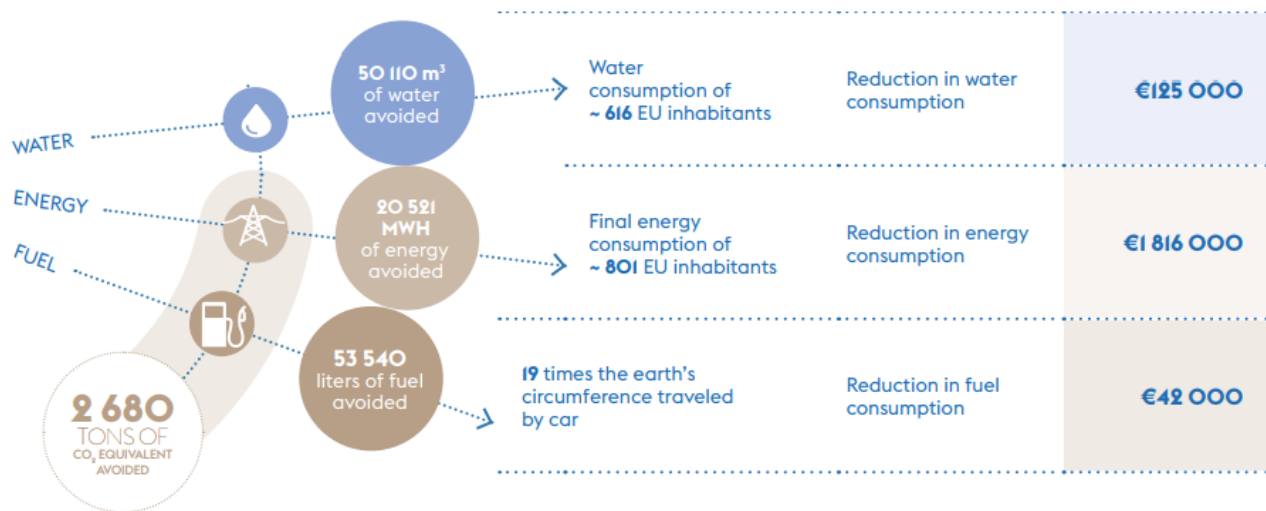 WATER
50 110 m³
of water
avoided
Water
consumption of
~ 616 EU inhabitants
Reduction in water
consumption
€125 000
ENERGY
20 521
MWH
of energy
avoided
Final energy
consumption of
~ 801 EU inhabitants
Reduction in energy
consumption
€1 816 000
FUEL
53 540
liters of fuel
avoided
19 times the earth's
circumference traveled
by car
Reduction in fuel
consumption
€42 000
2 680
TONS OF
CO₂ EQUIVALENT
AVOIDED